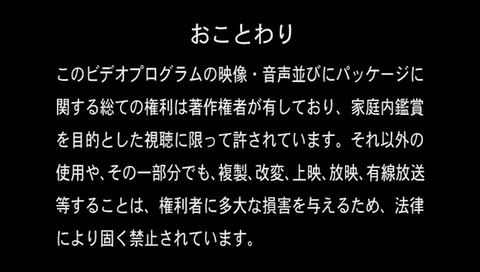 おことわり
このビデオプログラムの映像・音声並びにパッケージに
関する総ての権利は著作権者が有しており、家庭内鑑賞
を目的とした視聴に限って許されています。それ以外の
使用や、その一部分でも、複製、改変、上映、放映、有線放送
等することは、権利者に多大な損害を与えるため、法律
により固く禁止されています。